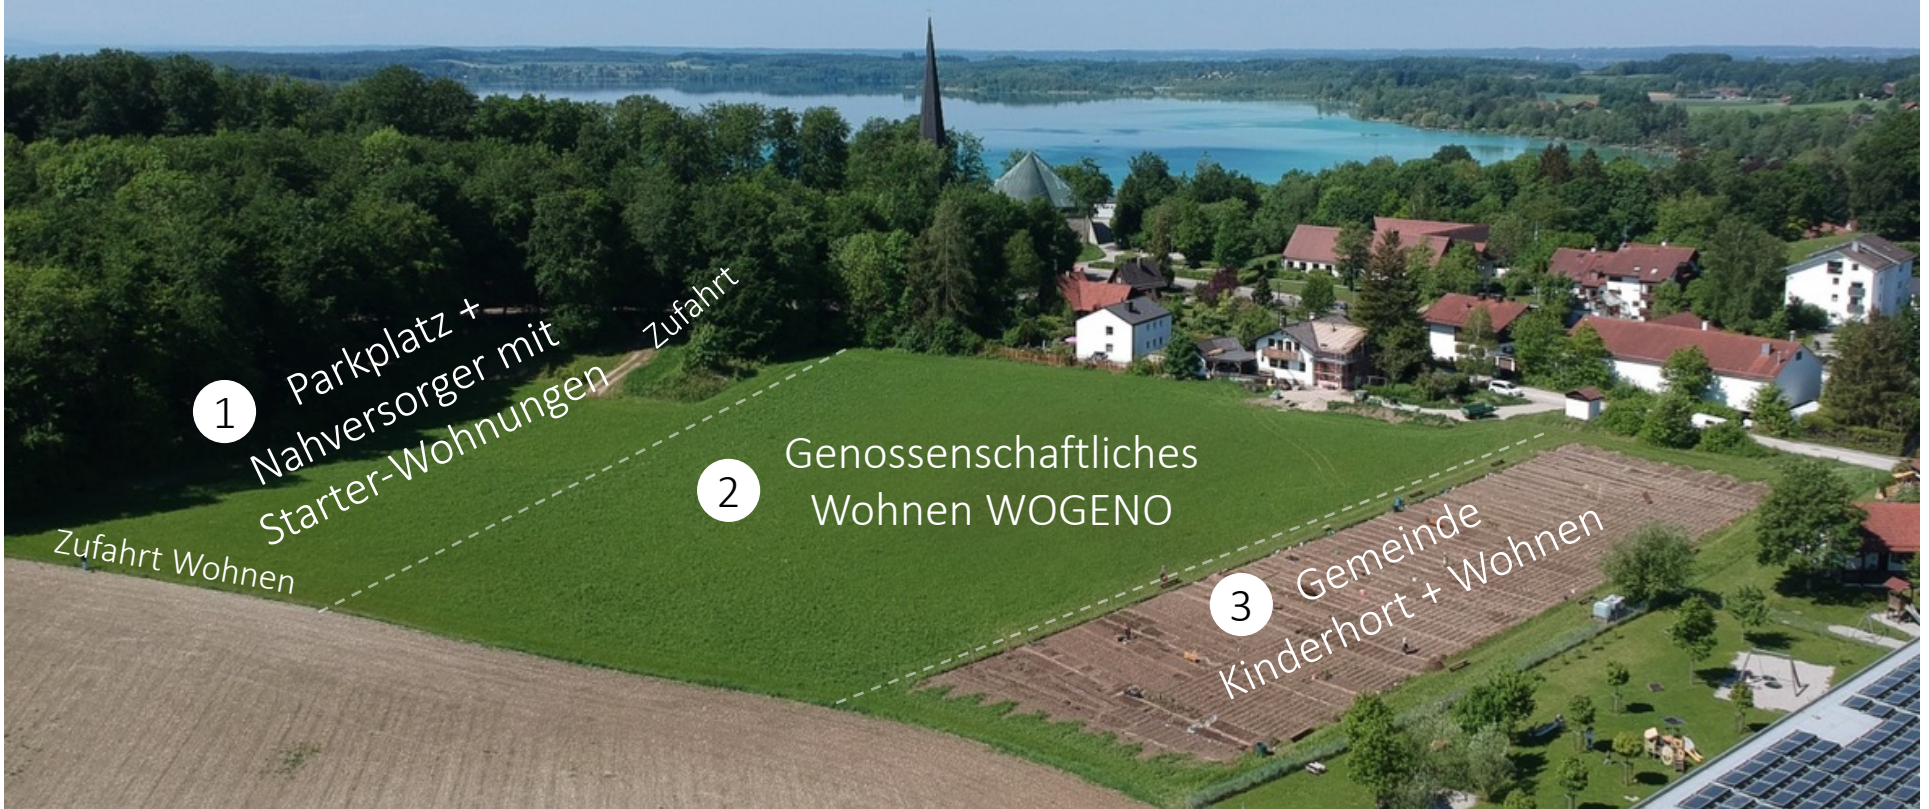 1
Parkplatz +
Nahversorger mit
Starter-Wohnungen
Zufahrt
Zufahrt Wohnen
2
Genossenschaftliches
Wohnen WOGENO
3
Gemeinde
Kinderhort + Wohnen